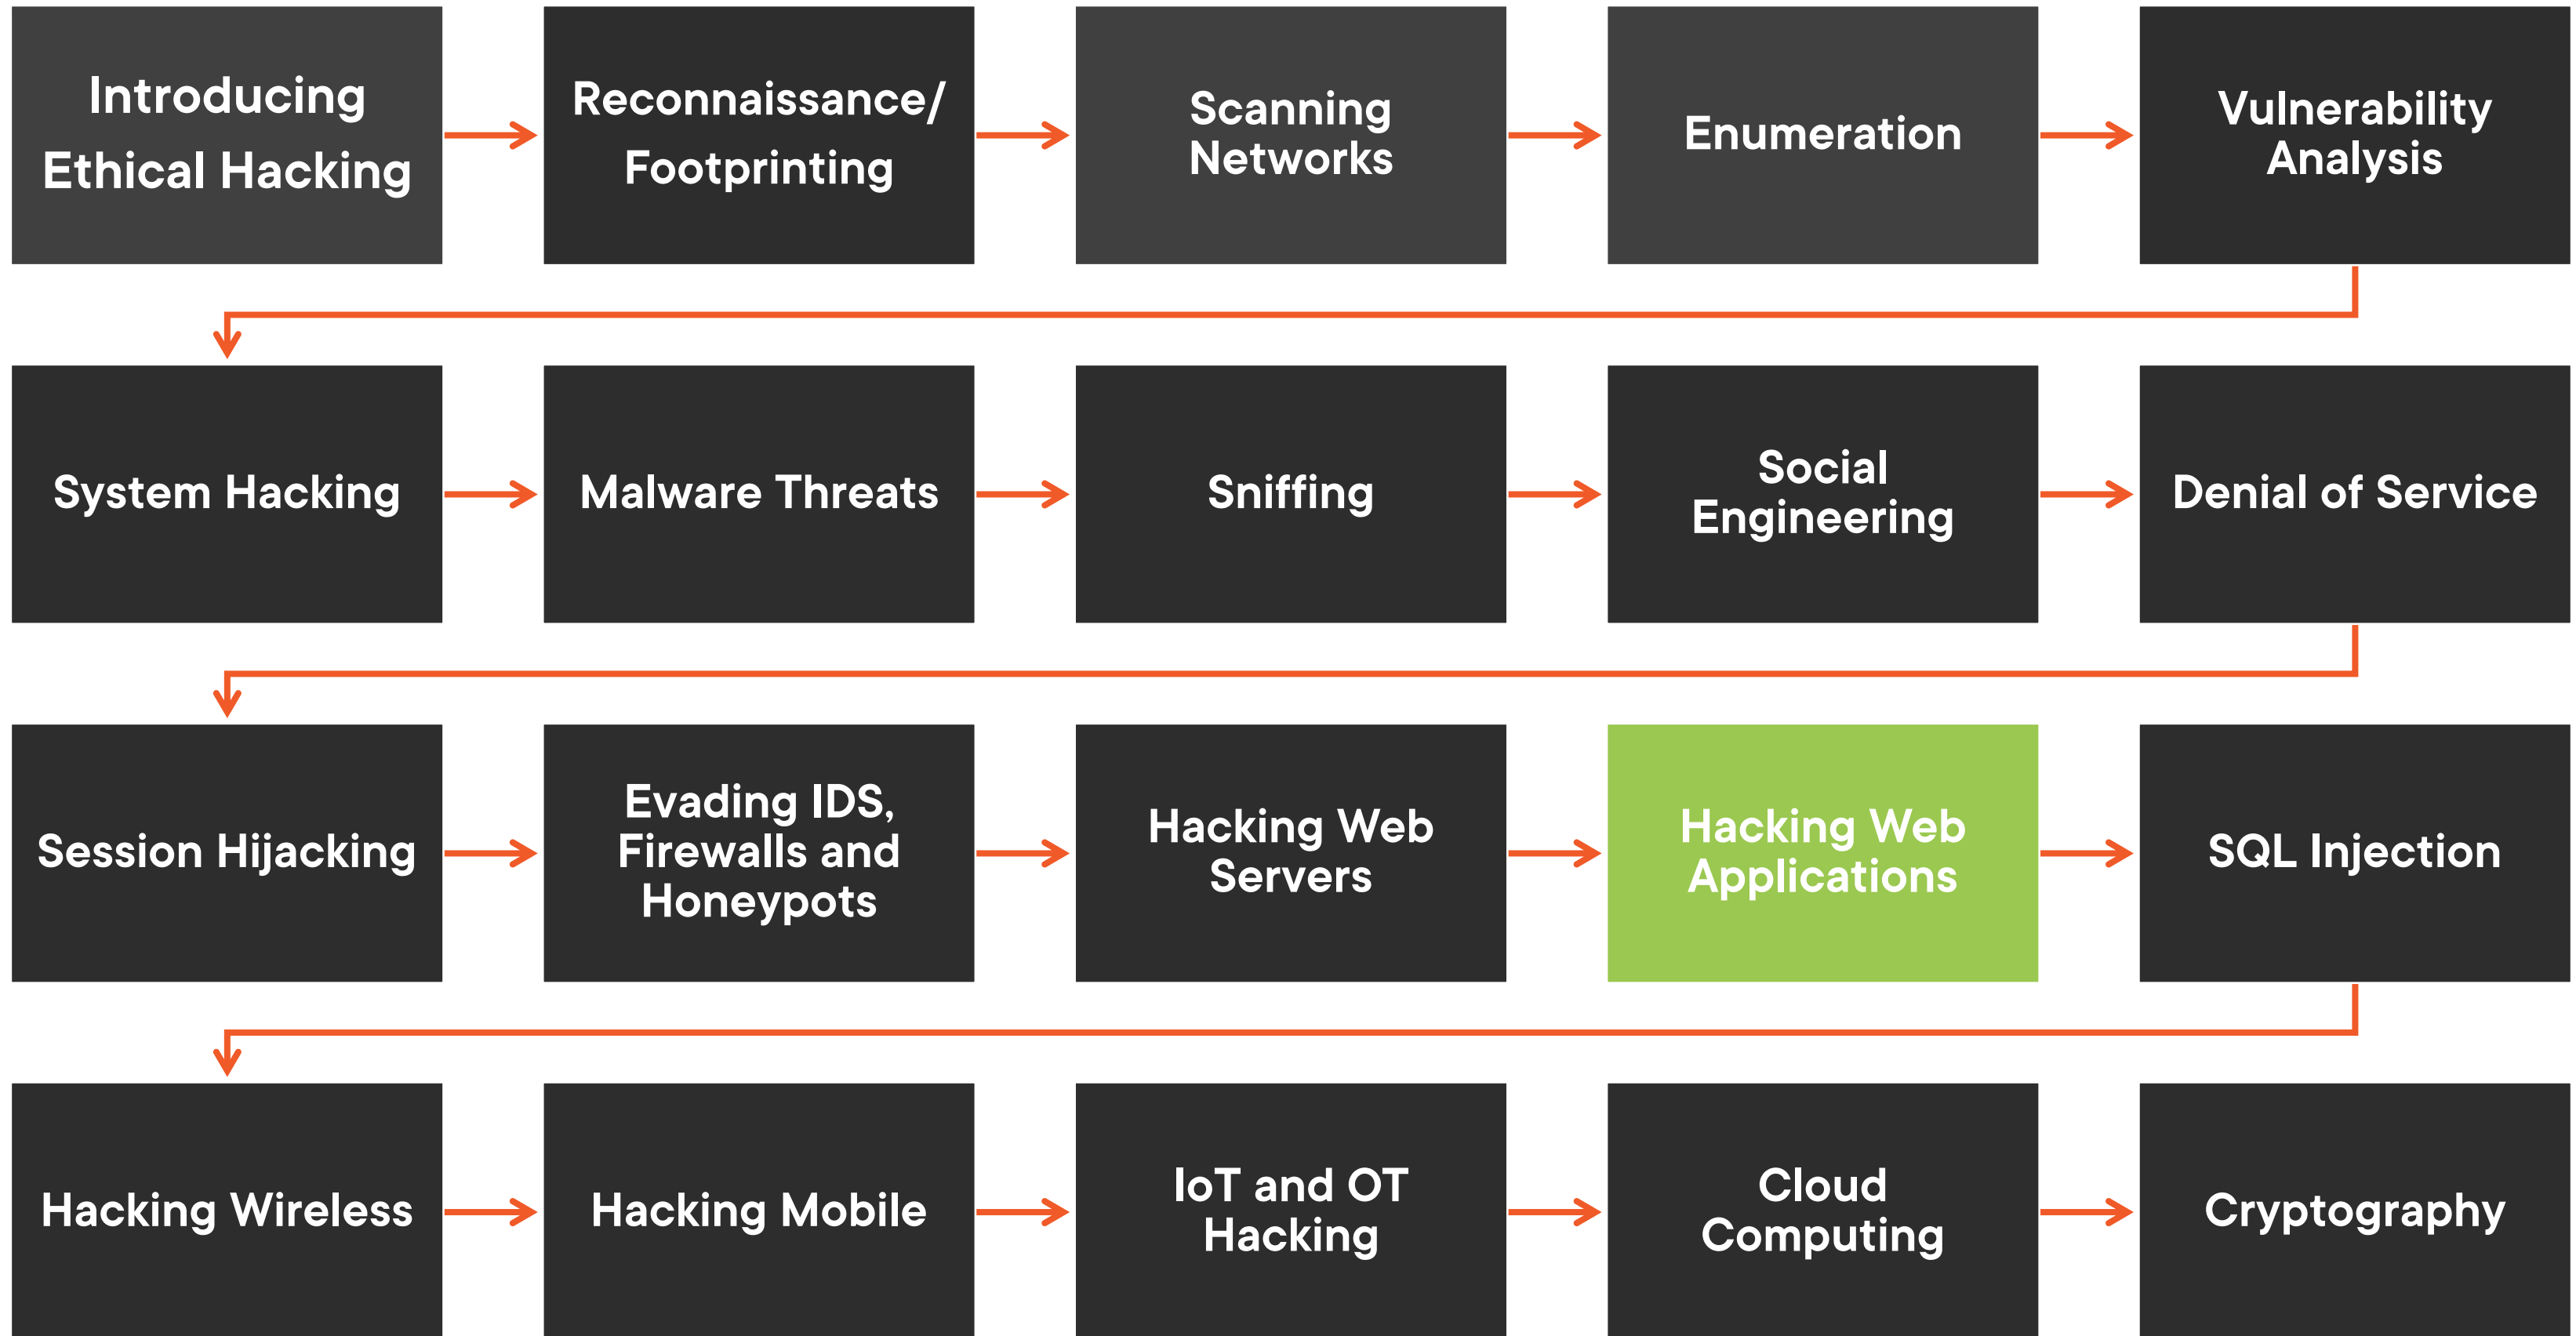 Introducing
Ethical Hacking
Reconnaissance/
Footprinting
Scanning
Networks
Enumeration
Vulnerability
Analysis
System Hacking
Malware Threats
Sniffing
Social
Engineering
Denial of Service
Session Hijacking
Evading IDS,
Firewalls and
Honeypots
Hacking Web
Servers
Hacking Web
Applications
SQL Injection
Hacking Wireless
Hacking Mobile
IoT and OT
Hacking
Cloud
Computing
Cryptography